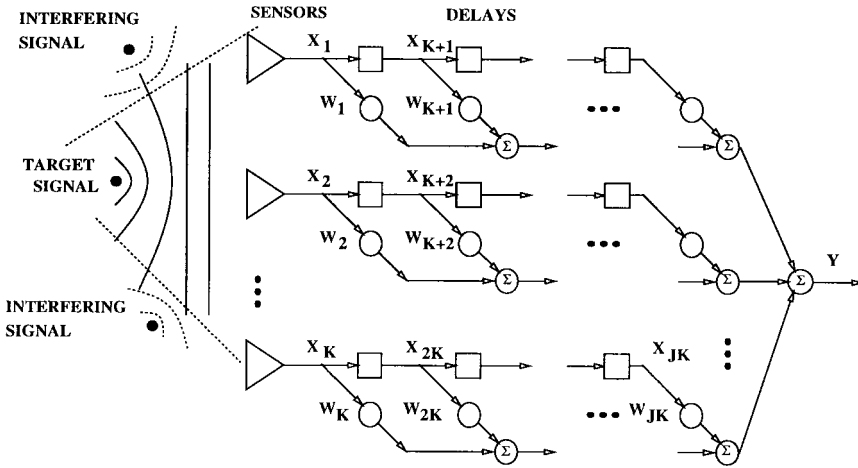 INTERFERING
SIGNAL
SENSORS
DELAYS
X1
XK+1
W1
WK+1
Σ
Σ
TARGET
SIGNAL
X2
XK+2
W2
WK+2
Σ
Σ
Σ
Y
INTERFERING
SIGNAL
XK
X2K
XJK
WK
W2K
WJK
Σ
Σ